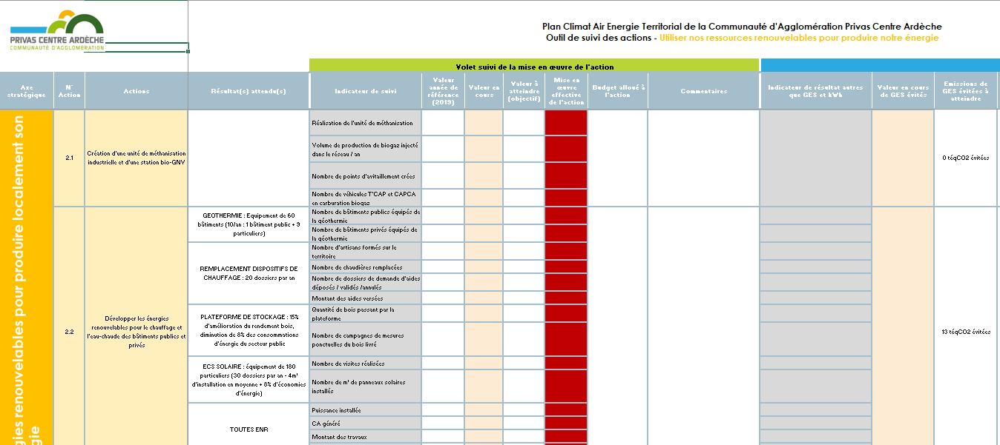 PRIVAS CENTRE ARDÈCHE
COMMUNAUTÉ D'AGGLOMÉRATION
Plan Climat Air Energie Territorial de la Communauté d'Agglomération Privas Centre Ardèche
Outil de suivi des actions - Utiliser nos ressources renouvelables pour produire notre énergie
Volet suivi de la mise en œuvre de l'action
Axe
stratégique
N°
Action
Actions
Résultat(s) attendu(s)
Indicateur de suivi
Valeur
année de
référence
(2019)
Valeur en
cours
Valeur à
atteindre
(objectif)
Mise en
œuvre
effective
de l'action
Budget alloué à
l'action
Commentaires
Indicateur de résultat autres
que GES et kWh
Valeur en cours
de GES évités
Emissions de
GES évitées à
atteindre
gies renouvelables pour produire localement son
rgie
2.1
Création d'une unité de méthanisation
industrielle et d'une station bio-GNV
Réalisation de l'unité de méthanisation
Volume de production de biogaz injecté
dans le réseau / an
Nombre de points d'avitaillement crées
Nombre de véhicules T'CAP et CAPCA
en carburation biogaz
0 téqCO2 évitées
2.2
Développer les énergies
renouvelables pour le chauffage et
l'eau-chaude des bâtiments publics et
privés
GEOTHERMIE : Equipement de 60
bâtiments (10/an : 1 bâtiment public + 9
particuliers)
Nombre de bâtiments publics équipés de
la géothermie
Nombre de bâtiments privés équipés de
la géothermie
REMPLACEMENT DISPOSITIFS DE
CHAUFFAGE : 20 dossiers par an
Nombre d'artisans formés sur le
territoire
Nombre de chaudières remplacées
Nombre de dossiers de demande d'aides
déposés / validés /annulés
Montant des aides versées
PLATEFORME DE STOCKAGE : 15%
d'amélioration du rendement bois,
diminution de 8% des consommations
d'énergie du secteur public
Quantité de bois passant par la
plateforme
Nombre de campagnes de mesures
ponctuelles du bois livré
ECS SOLAIRE : équipement de 180
particuliers (30 dossiers par an - 4m²
d'installation en moyenne + 8% d'économies
d'énergie)
Nombre de visites réalisées
Nombre de m² de panneaux solaires
installés
TOUTES ENR
Puissance installée
CA généré
Montant des travaux
13 téqCO2 évitées